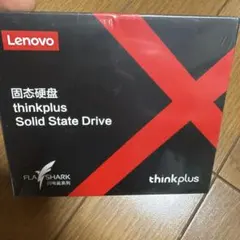 Lenovo
固态硬盘
thinkplus
Solid State Drive
FLASHARK
thinkplus